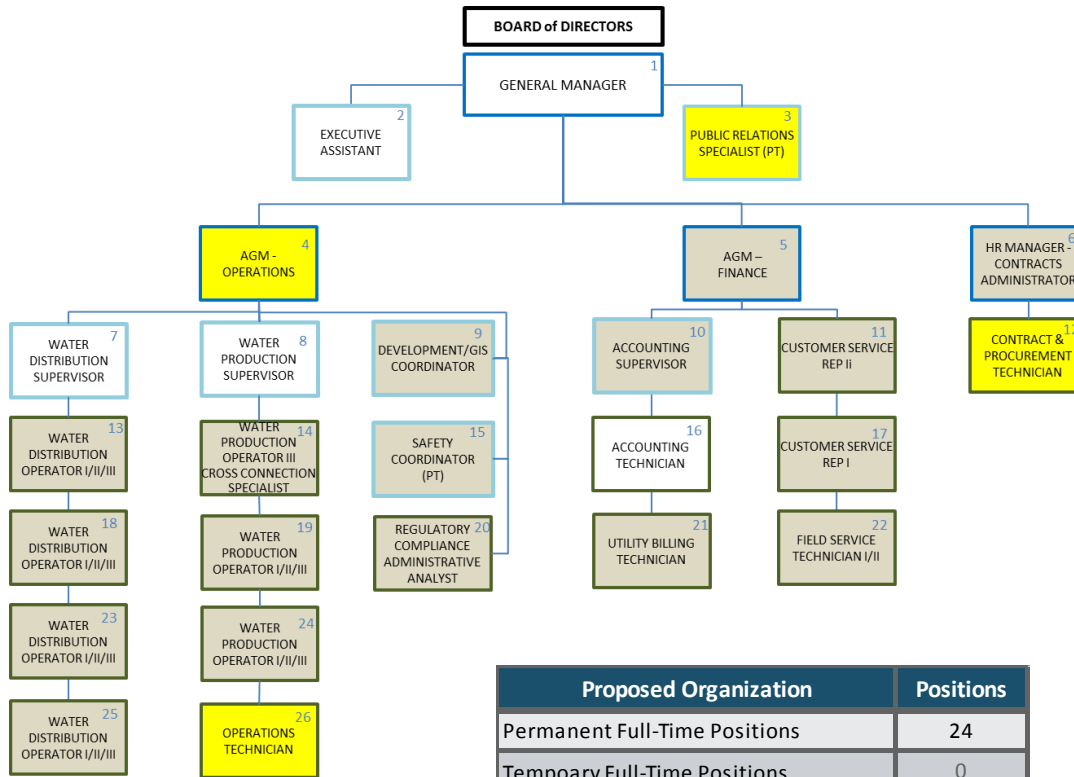 BOARD of DIRECTORS
1
GENERAL MANAGER
2
EXECUTIVE
ASSISTANT
3
PUBLIC RELATIONS
SPECIALIST (PT)
4
AGM -
OPERATIONS
5
AGM –
FINANCE
6
HR MANAGER -
CONTRACTS
ADMINISTRATOR
7
WATER
DISTRIBUTION
SUPERVISOR
8
WATER
PRODUCTION
SUPERVISOR
9
DEVELOPMENT/GIS
COORDINATOR
10
ACCOUNTING
SUPERVISOR
11
CUSTOMER SERVICE
REP Ii
12
CONTRACT &
PROCUREMENT
TECHNICIAN
13
WATER
DISTRIBUTION
OPERATOR I/II/III
14
WATER
PRODUCTION
OPERATOR III
CROSS CONNECTION
SPECIALIST
15
SAFETY
COORDINATOR
(PT)
16
ACCOUNTING
TECHNICIAN
17
CUSTOMER SERVICE
REP I
18
WATER
DISTRIBUTION
OPERATOR I/II/III
19
WATER
PRODUCTION
OPERATOR I/II/III
20
REGULATORY
COMPLIANCE
ADMINISTRATIVE
ANALYST
21
UTILITY BILLING
TECHNICIAN
22
FIELD SERVICE
TECHNICIAN I/II
23
WATER
DISTRIBUTION
OPERATOR I/II/III
24
WATER
PRODUCTION
OPERATOR I/II/III
25
WATER
DISTRIBUTION
OPERATOR I/II/III
26
OPERATIONS
TECHNICIAN
Proposed Organization Positions
Permanent Full-Time Positions 24
Tempoary Full-Time Positions 0